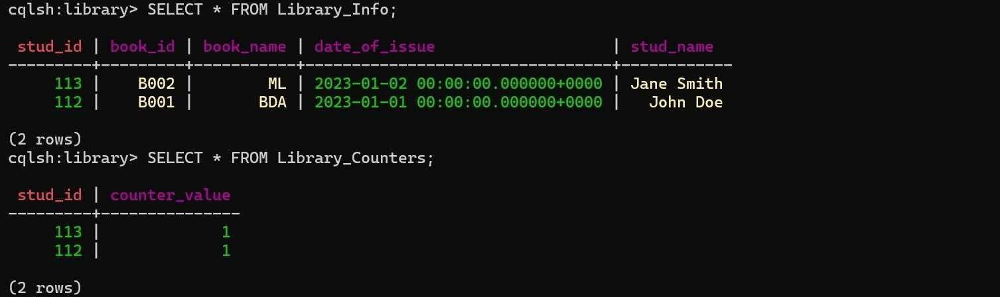 cqlsh:library> SELECT * FROM Library_Info;
 stud_id | book_id | book_name | date_of_issue                   | stud_name
---------+---------+-----------+---------------------------------+------------
     113 |    B002 |        ML | 2023-01-02 00:00:00.000000+0000 | Jane Smith
     112 |    B001 |       BDA | 2023-01-01 00:00:00.000000+0000 |   John Doe
(2 rows)
cqlsh:library> SELECT * FROM Library_Counters;
 stud_id | counter_value
---------+---------------
     113 |             1
     112 |             1
(2 rows)